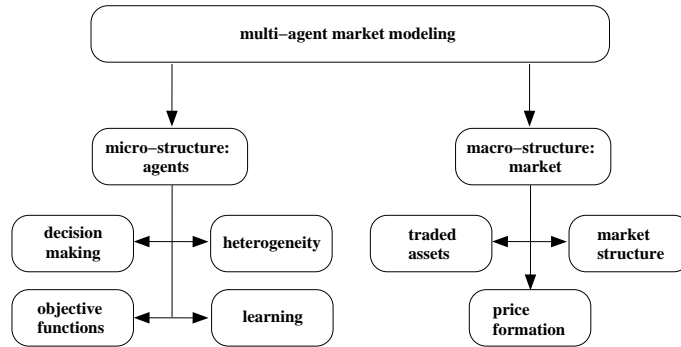 multi−agent market modeling
micro−structure:
agents
macro−structure:
market
decision
making
heterogeneity
traded
assets
market
structure
objective
functions
learning
price
formation